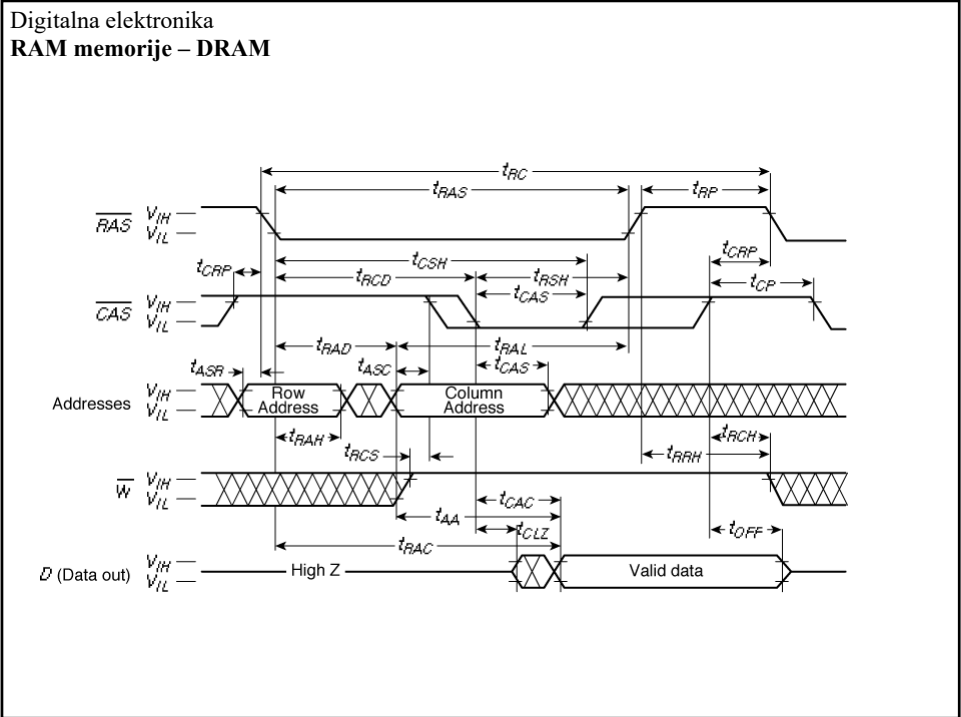 Digitalna elektronika
RAM memorije – DRAM
tRC
tRAS
tRP
RAS
VIH
VIL
tCRP
tCSH
tCRP
tRCD
tRSH
tCP
CAS
VIH
VIL
tCAS
tRAD
tRAL
tASR
tASC
tCAS
Addresses
VIH
VIL
Row Address
Column Address
tRAH
tRCH
tRCS
tRRH
W
VIH
VIL
tCAC
tAA
tCLZ
tOFF
tRAC
D (Data out)
VIH
VIL
High Z
Valid data